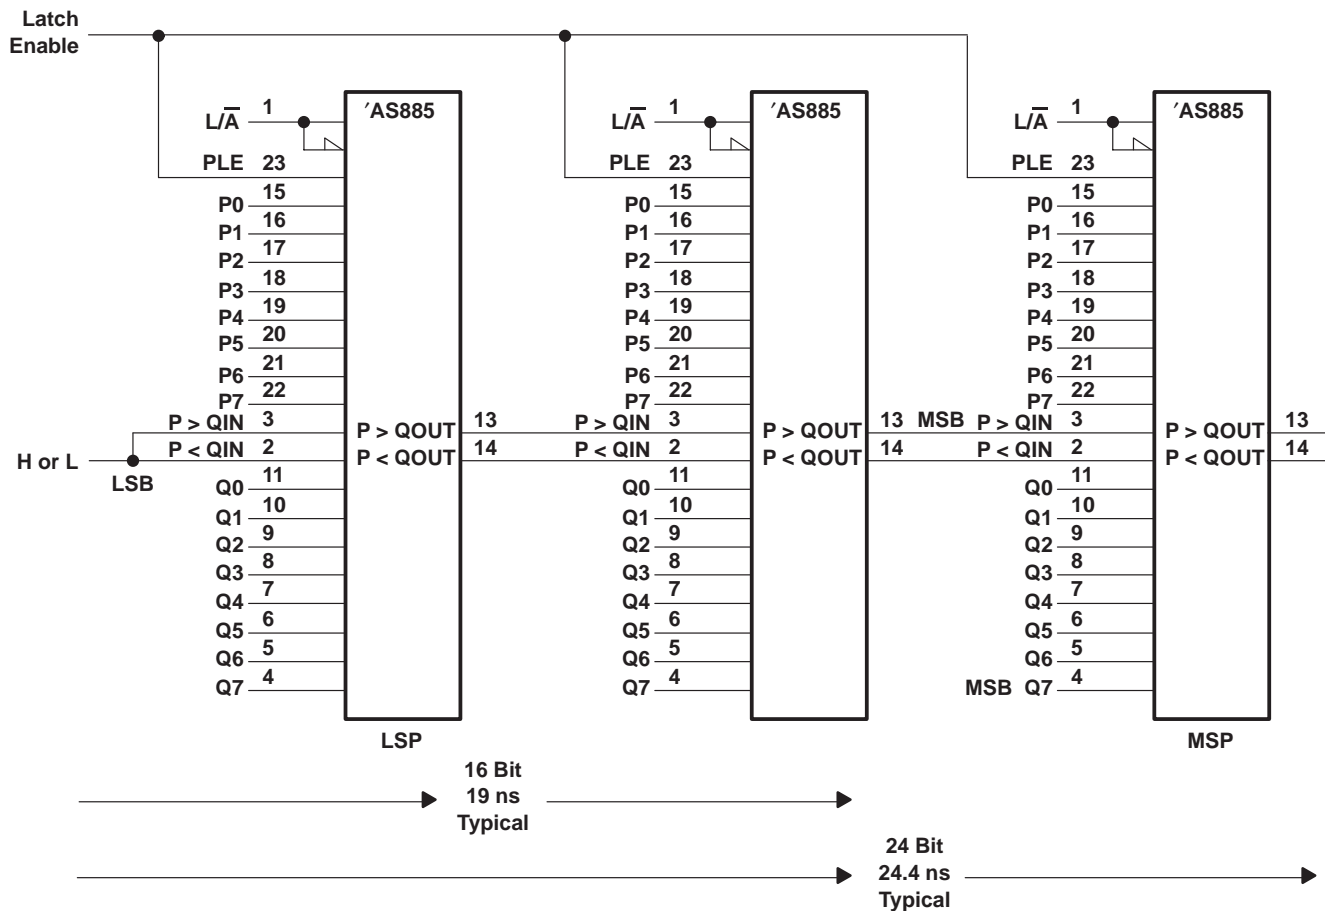 Latch
Enable
L/A̅ 1
′AS885
PLE 23
P0 15
P1 16
P2 17
P3 18
P4 19
P5 20
P6 21
P7 22
P > QIN 3
P < QIN 2
H or L
LSB
P > QOUT 13
P < QOUT 14
Q0 11
Q1 10
Q2 9
Q3 8
Q4 7
Q5 6
Q6 5
Q7 4
LSP
L/A̅ 1
′AS885
PLE 23
P0 15
P1 16
P2 17
P3 18
P4 19
P5 20
P6 21
P7 22
P > QIN 3
P < QIN 2
P > QOUT 13
P < QOUT 14
Q0 11
Q1 10
Q2 9
Q3 8
Q4 7
Q5 6
Q6 5
Q7 4
L/A̅ 1
′AS885
PLE 23
P0 15
P1 16
P2 17
P3 18
P4 19
P5 20
P6 21
P7 22
MSB P > QIN 3
P < QIN 2
P > QOUT 13
P < QOUT 14
Q0 11
Q1 10
Q2 9
Q3 8
Q4 7
Q5 6
Q6 5
MSB Q7 4
MSP
16 Bit
19 ns
Typical
24 Bit
24.4 ns
Typical